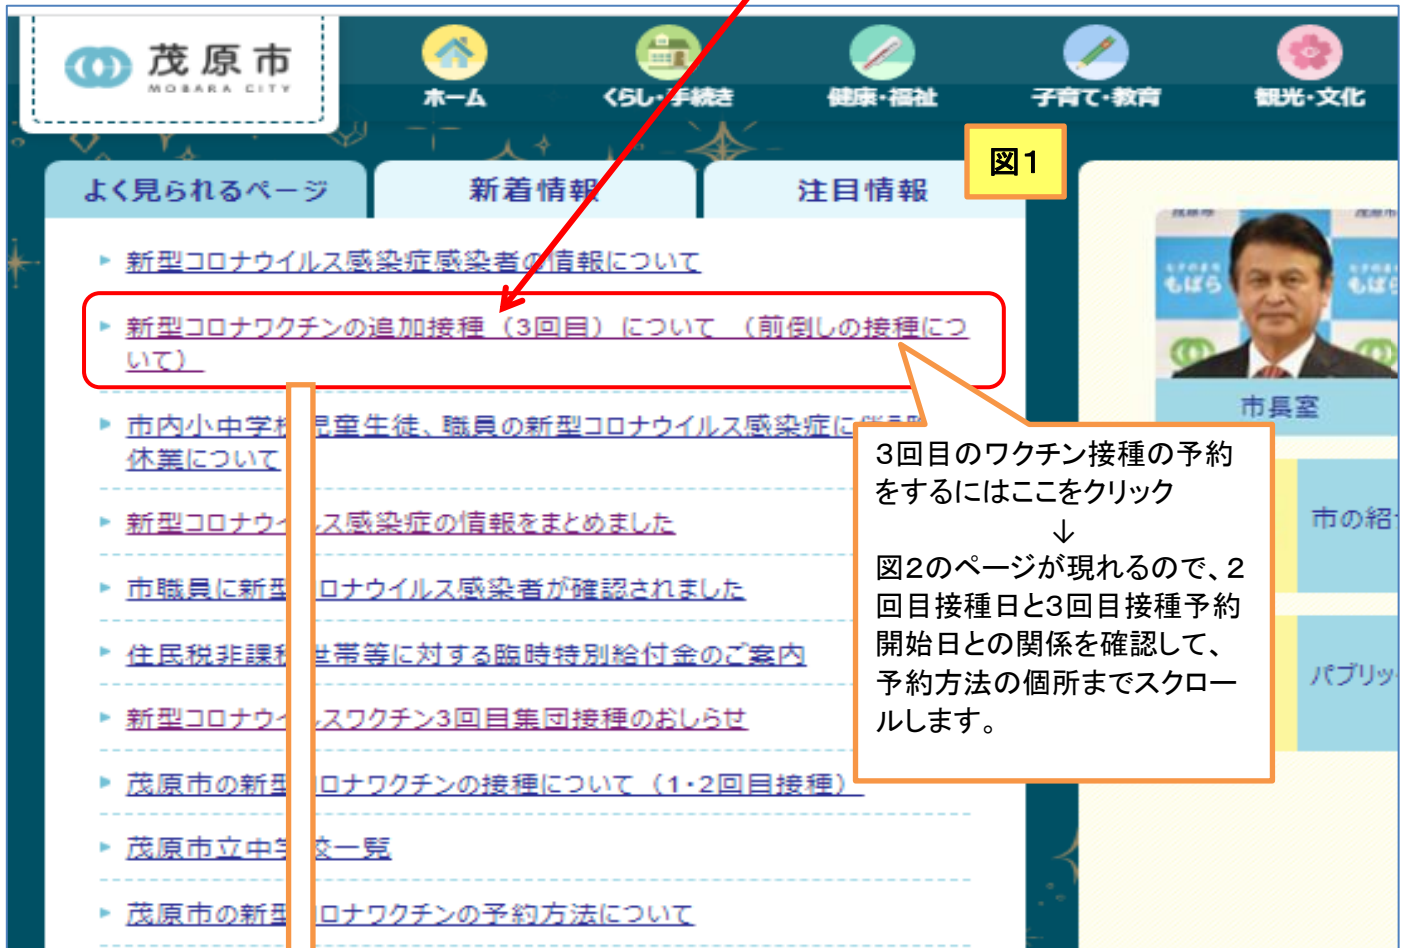 茂原市
MOBARA CITY
ホーム
くらし・手続き
健康・福祉
子育て・教育
観光・文化
図1
よく見られるページ
新着情報
注目情報
新型コロナウイルス感染症感染者の情報について
新型コロナワクチンの追加接種（3回目）について　（前倒しの接種につ
いて）
市内小中学校児童生徒、職員の新型コロナウイルス感染症に
休業について
新型コロナウイルス感染症の情報をまとめました
市職員に新型コロナウイルス感染者が確認されました
住民税非課税世帯等に対する臨時特別給付金のご案内
新型コロナウイルスワクチン3回目集団接種のおしらせ
茂原市の新型コロナワクチンの接種について（1・2回目接種）
茂原市立中学校一覧
茂原市の新型コロナワクチンの予約方法について
3回目のワクチン接種の予約
をするにはここをクリック
↓
図2のページが現れるので、2
回目接種日と3回目接種予約
開始日との関係を確認して、
予約方法の個所までスクロー
ルします。
もばら
もばら
市長室
市の紹
パブリッ